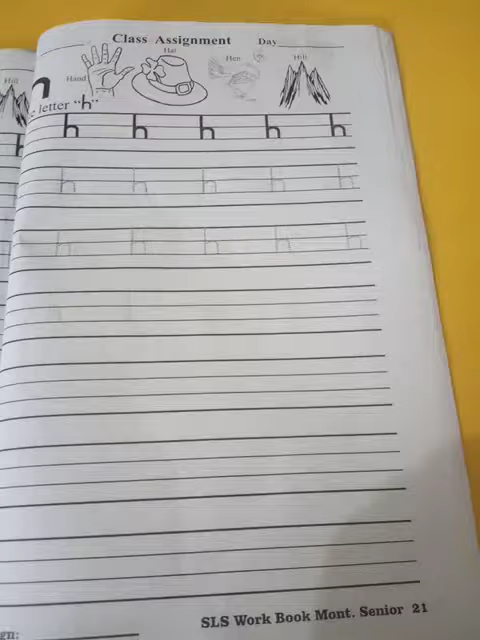 Class Assignment Day
Hand Hat Hen Hill
Hill
letter "h"
h h h h h
h h h h h
h h h h h
SLS Work Book Mont. Senior 21